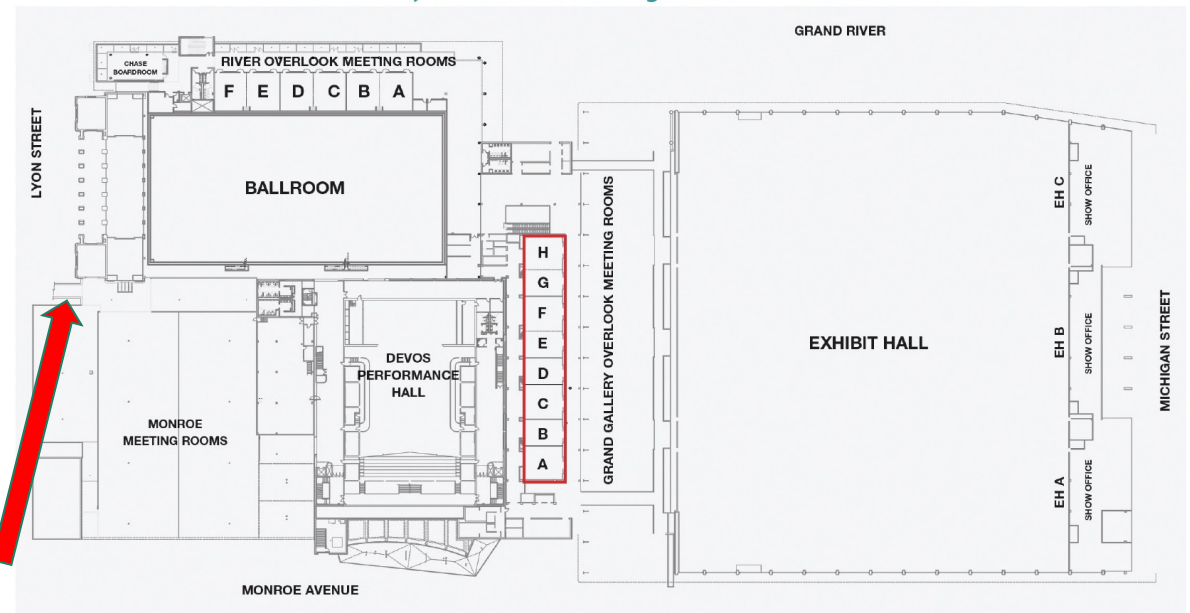 GRAND RIVER
CHASE
BOARDROOM
RIVER OVERLOOK MEETING ROOMS
F E D C B A
LYON STREET
BALLROOM
H
G
F
E
D
C
B
A
GRAND GALLERY OVERLOOK MEETING ROOMS
DEVOS
PERFORMANCE
HALL
MONROE
MEETING ROOMS
EXHIBIT HALL
EH C
SHOW OFFICE
EH B
SHOW OFFICE
EH A
SHOW OFFICE
MICHIGAN STREET
MONROE AVENUE